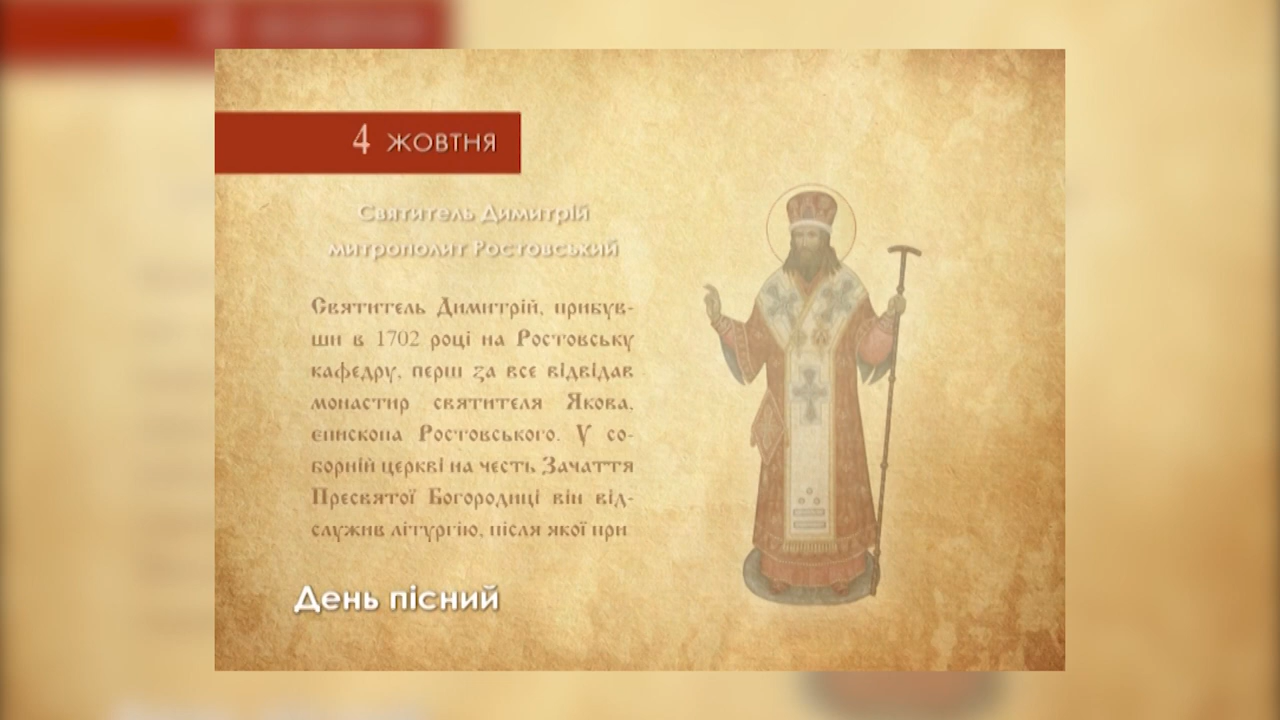 4 ЖОВТНЯ
Святитель Димитрій
митрополит Ростовський
Святитель Димитрій, прибув-
ши в 1702 році на Ростовську
кафедру, перш за все відвідав
монастир святителя Якова,
єпископа Ростовського. У со-
борній церкві на честь Зачаття
Пресвятої Богородиці він від-
служив літургію, після якої при
День пісний